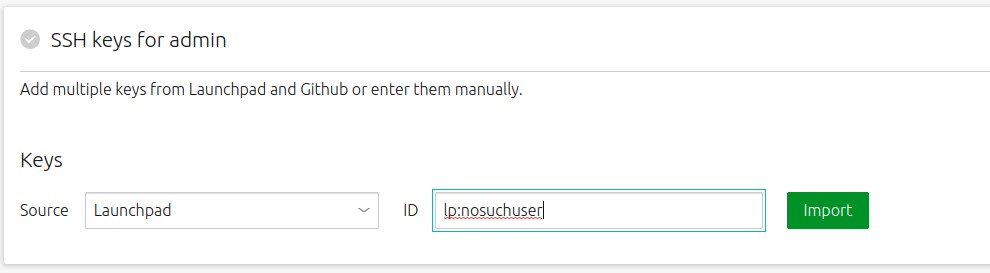 SSH keys for admin
Add multiple keys from Launchpad and Github or enter them manually.
Keys
Source Launchpad ID lp:nosuchuser Import